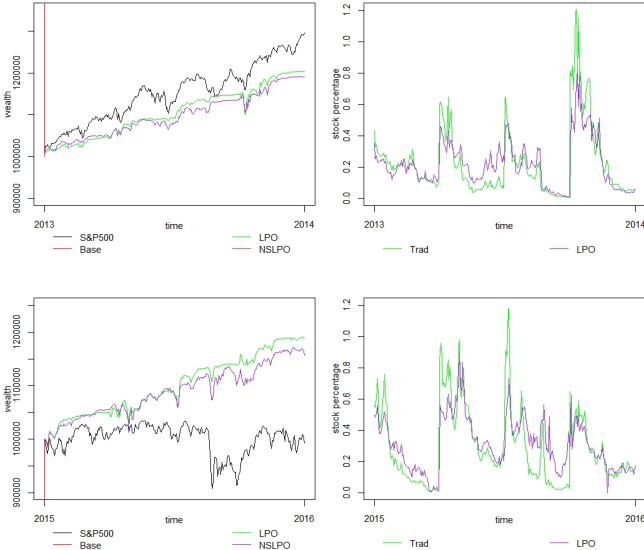 wealth
900000
1000000
1200000
2013
time
2014
S&P500
LPO
Base
NSLPO
stock percentage
0.0
0.2
0.4
0.6
0.8
1.0
1.2
2013
time
2014
Trad
LPO
wealth
900000
1000000
1100000
1200000
2015
time
2016
S&P500
LPO
Base
NSLPO
stock percentage
0.0
0.2
0.4
0.6
0.8
1.0
1.2
2015
time
2016
Trad
LPO